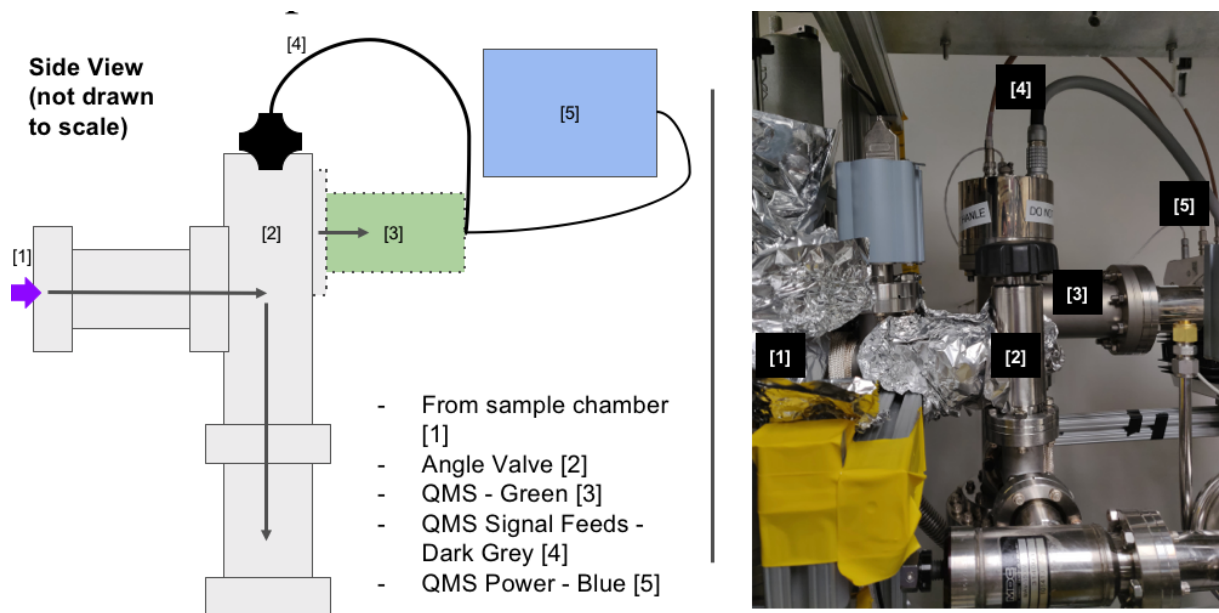 Side View
(not drawn
to scale)
[4]
[5]
[2]
[3]
[1]
- From sample chamber
[1]
- Angle Valve [2]
- QMS - Green [3]
- QMS Signal Feeds -
Dark Grey [4]
- QMS Power - Blue [5]
[4]
HANLE
DO NOT
[5]
[3]
[1]
[2]
MDC